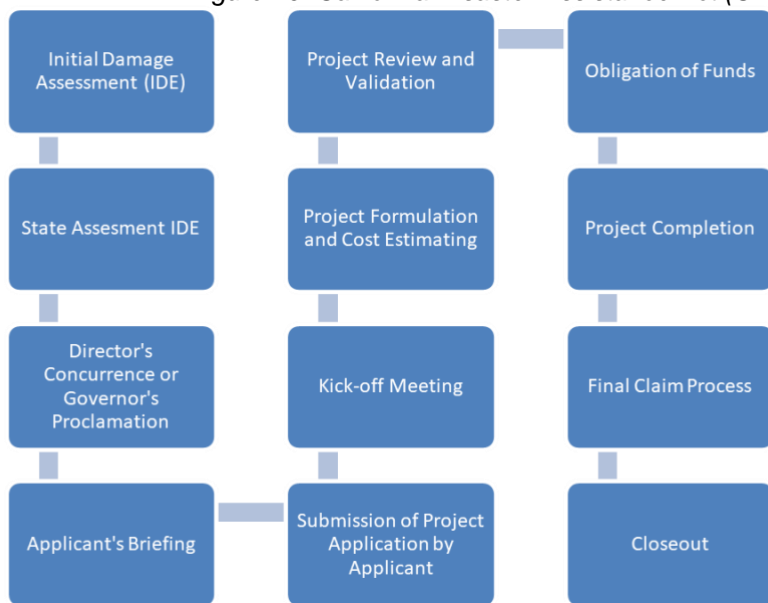 Initial Damage
Assessment (IDE)
State Assesment IDE
Director's
Concurrence or
Governor's
Proclamation
Applicant's Briefing
Submission of Project
Application by
Applicant
Kick-off Meeting
Project Formulation
and Cost Estimating
Project Review and
Validation
Obligation of Funds
Project Completion
Final Claim Process
Closeout